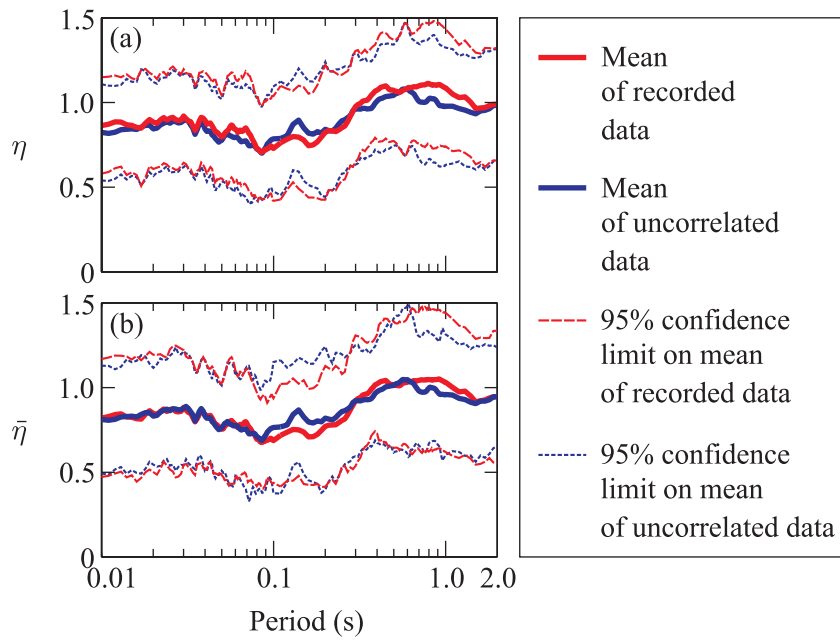 1.5
(a)
1.0
η
0.5
0
1.5
(b)
1.0
η̄
0.5
0
0.01
0.1
1.0
2.0
Period (s)
Mean
of recorded
data
Mean
of uncorrelated
data
95% confidence
limit on mean
of recorded data
95% confidence
limit on mean
of uncorrelated data